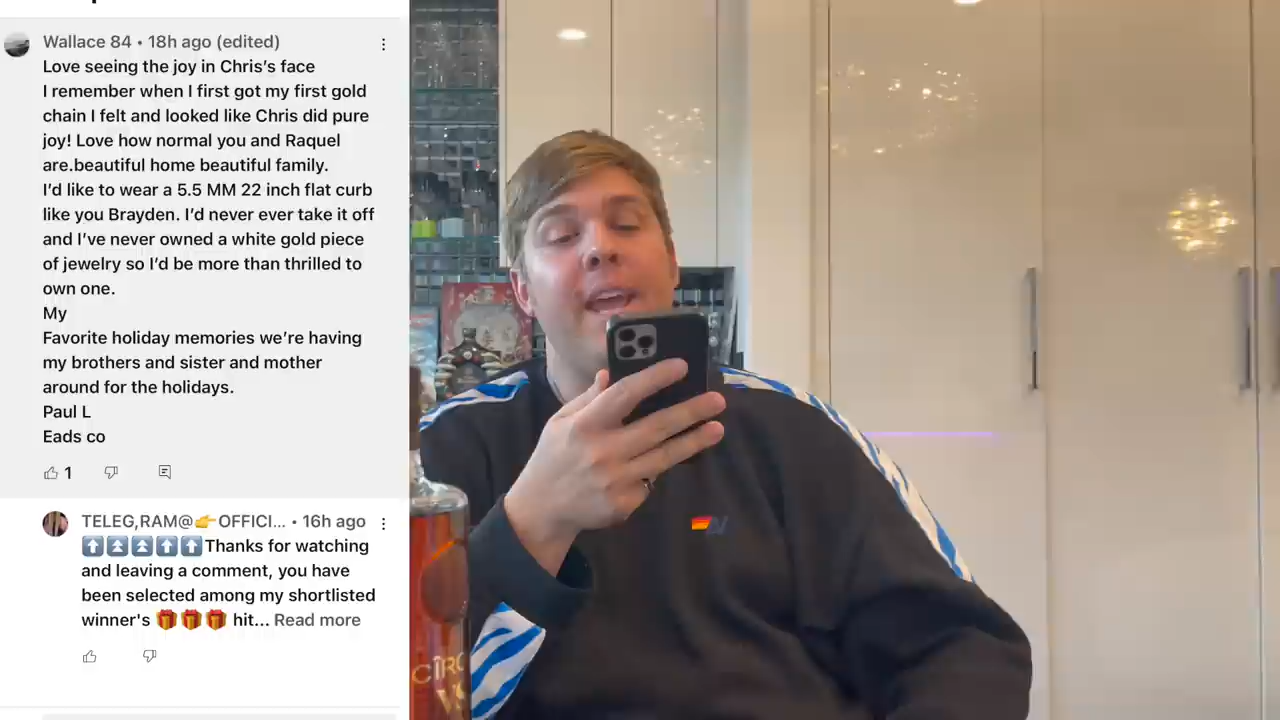 Wallace 84 • 18h ago (edited)
Love seeing the joy in Chris's face
I remember when I first got my first gold
chain I felt and looked like Chris did pure
joy! Love how normal you and Raquel
are.beautiful home beautiful family.
I'd like to wear a 5.5 MM 22 inch flat curb
like you Brayden. I'd never ever take it off
and I've never owned a white gold piece
of jewelry so I'd be more than thrilled to
own one.
My
Favorite holiday memories we're having
my brothers and sister and mother
around for the holidays.
Paul L
Eads co
1
TELEG,RAM@👉OFFICI... • 16h ago
⬆️⏫⏫⬆️⬆️Thanks for watching
and leaving a comment, you have
been selected among my shortlisted
winner's 🎁🎁🎁 hit... Read more
CÎRO